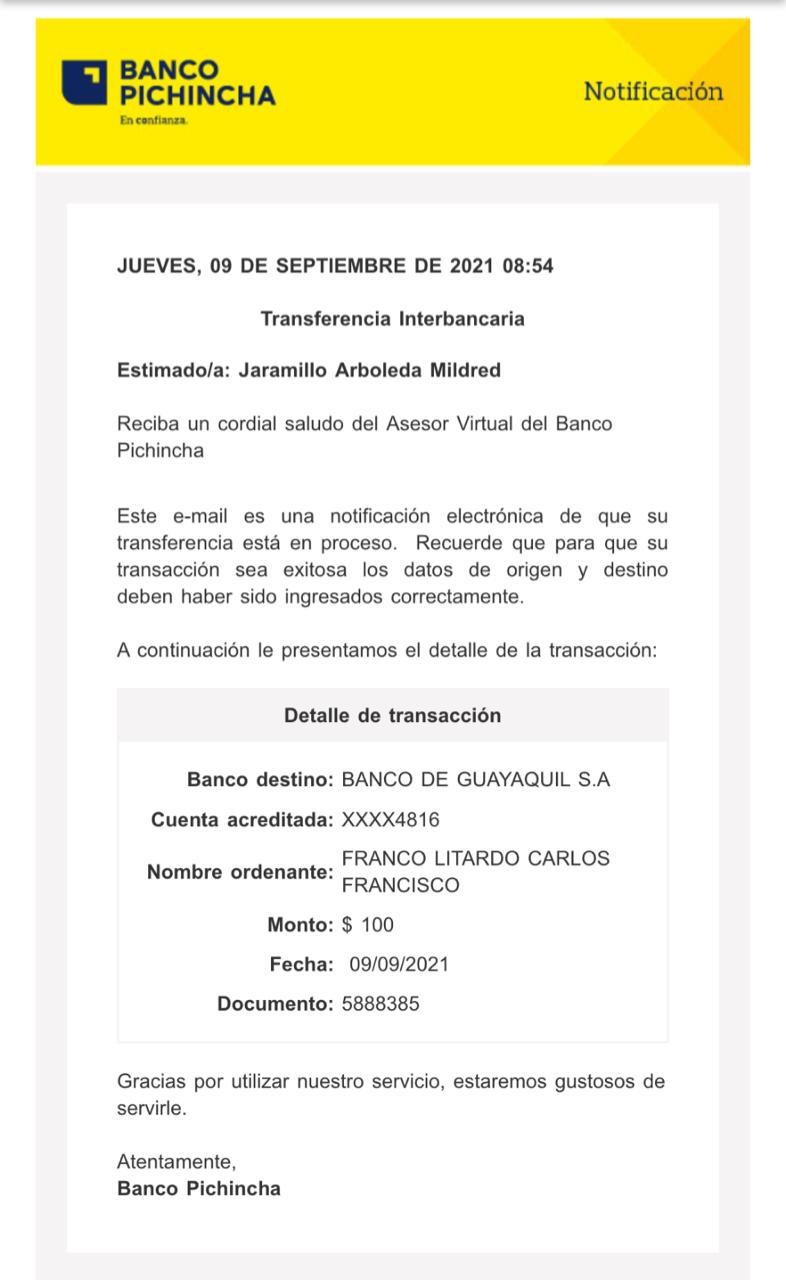 BANCO
PICHINCHA
En confianza.
Notificación
JUEVES, 09 DE SEPTIEMBRE DE 2021 08:54
Transferencia Interbancaria
Estimado/a: Jaramillo Arboleda Mildred
Reciba un cordial saludo del Asesor Virtual del Banco
Pichincha
Este e-mail es una notificación electrónica de que su
transferencia está en proceso. Recuerde que para que su
transacción sea exitosa los datos de origen y destino
deben haber sido ingresados correctamente.
A continuación le presentamos el detalle de la transacción:
Detalle de transacción
Banco destino: BANCO DE GUAYAQUIL S.A
Cuenta acreditada: XXXX4816
Nombre ordenante: FRANCO LITARDO CARLOS
FRANCISCO
Monto: $ 100
Fecha: 09/09/2021
Documento: 5888385
Gracias por utilizar nuestro servicio, estaremos gustosos de
servirle.
Atentamente,
Banco Pichincha